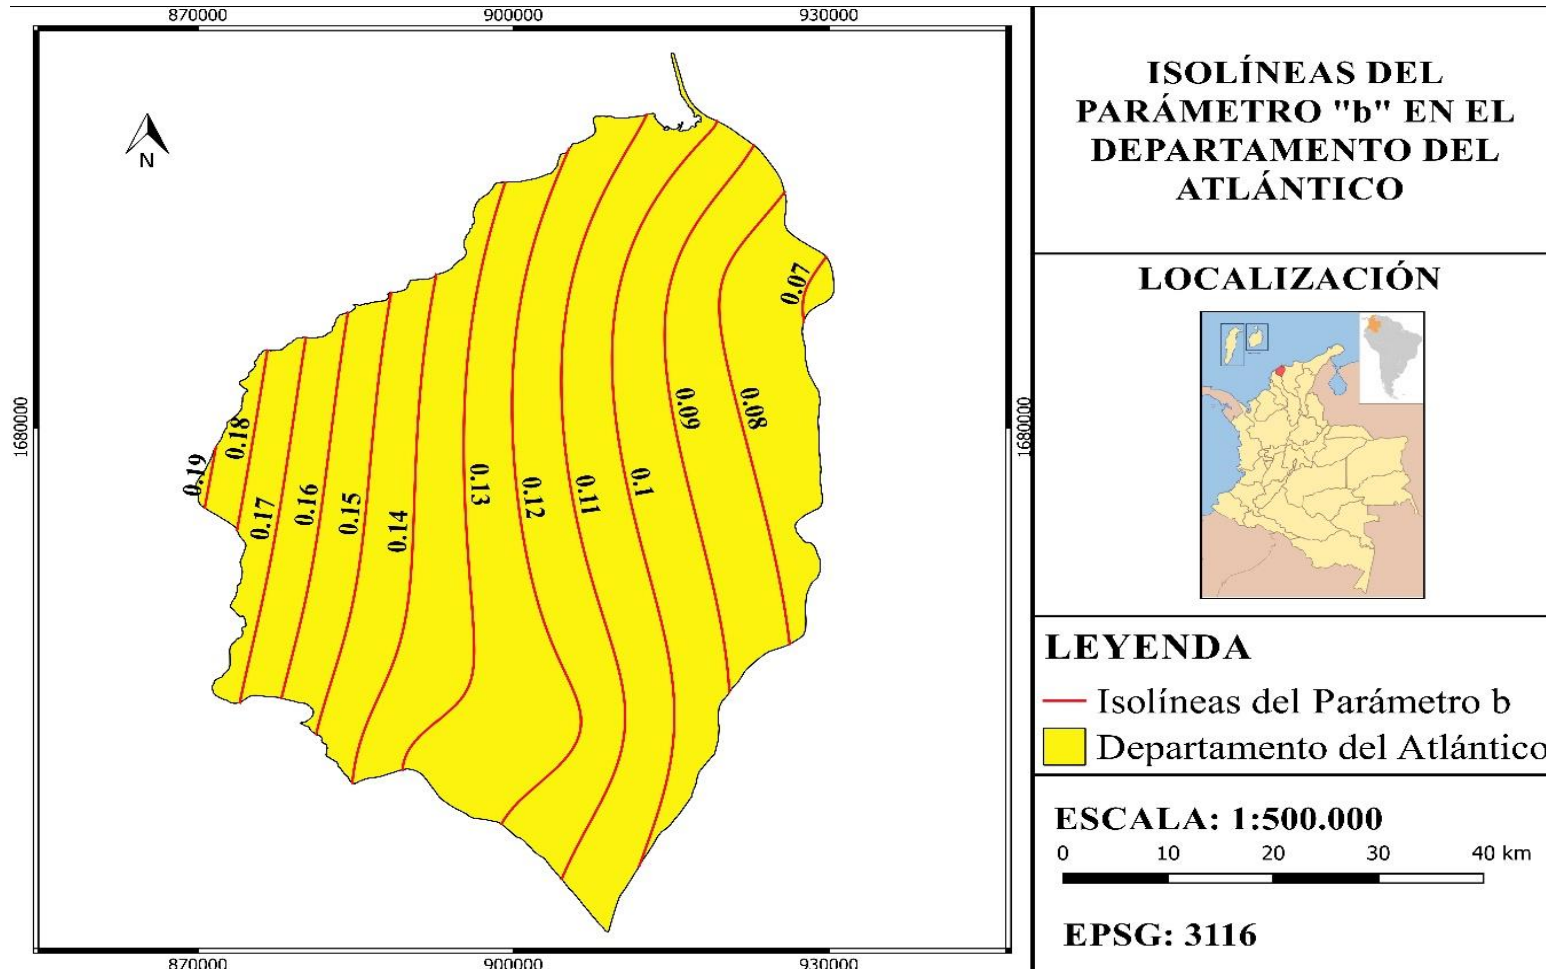 870000
900000
930000
N
1680000
1680000
0.07
0.08
0.09
0.1
0.11
0.12
0.13
0.14
0.15
0.16
0.17
0.18
0.19
870000
900000
930000
ISOLÍNEAS DEL
PARÁMETRO "b" EN EL
DEPARTAMENTO DEL
ATLÁNTICO
LOCALIZACIÓN
LEYENDA
Isolíneas del Parámetro b
Departamento del Atlántico
ESCALA: 1:500.000
0 10 20 30 40 km
EPSG: 3116